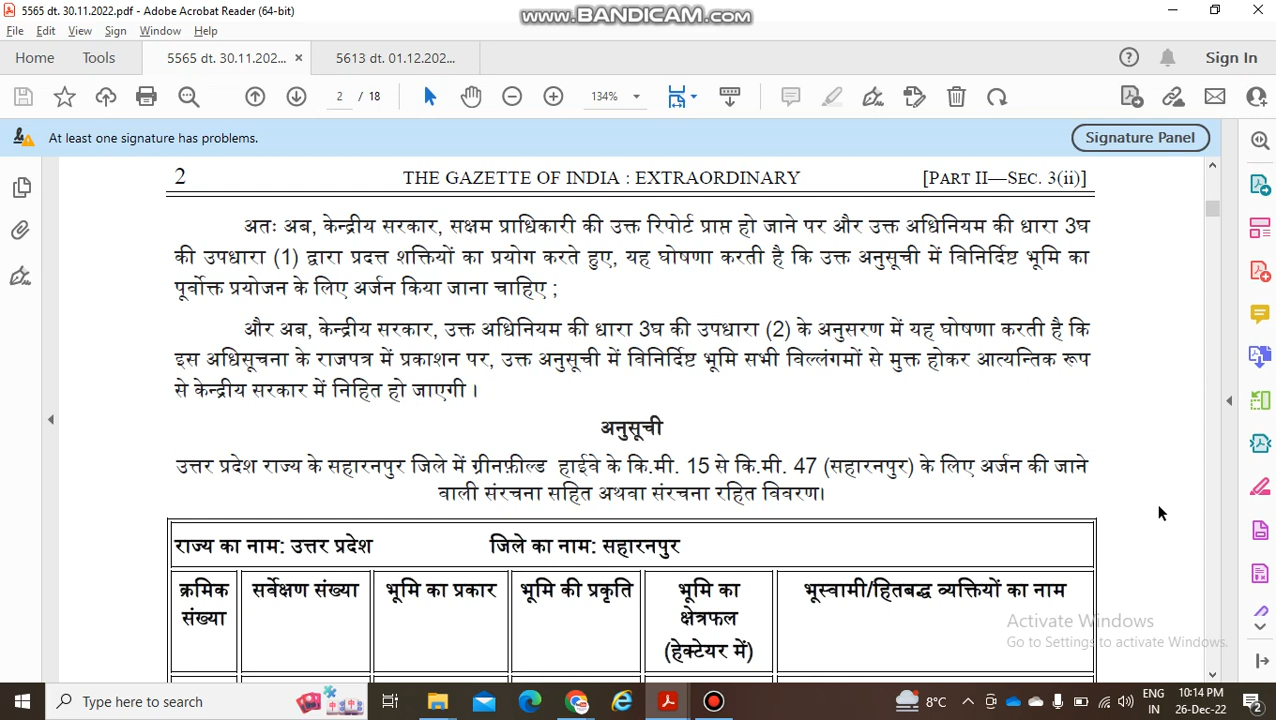 5565 dt. 30.11.2022.pdf - Adobe Acrobat Reader (64-bit)
www.BANDICAM.com
File Edit View Sign Window Help
Home Tools 5565 dt. 30.11.202... × 5613 dt. 01.12.202... Sign In
2 / 18 134%
At least one signature has problems. Signature Panel
2 THE GAZETTE OF INDIA : EXTRAORDINARY [PART II—SEC. 3(ii)]
अतः अब, केन्द्रीय सरकार, सक्षम प्राधिकारी की उक्त रिपोर्ट प्राप्त हो जाने पर और उक्त अधिनियम की धारा 3घ
की उपधारा (1) द्वारा प्रदत्त शक्तियों का प्रयोग करते हुए, यह घोषणा करती है कि उक्त अनुसूची में विनिर्दिष्ट भूमि का
पूर्वोक्त प्रयोजन के लिए अर्जन किया जाना चाहिए ;
और अब, केन्द्रीय सरकार, उक्त अधिनियम की धारा 3घ की उपधारा (2) के अनुसरण में यह घोषणा करती है कि
इस अधिसूचना के राजपत्र में प्रकाशन पर, उक्त अनुसूची में विनिर्दिष्ट भूमि सभी विल्लंगमों से मुक्त होकर आत्यन्तिक रूप
से केन्द्रीय सरकार में निहित हो जाएगी ।
अनुसूची
उत्तर प्रदेश राज्य के सहारनपुर जिले में ग्रीनफ़ील्ड हाईवे के कि.मी. 15 से कि.मी. 47 (सहारनपुर) के लिए अर्जन की जाने
वाली संरचना सहित अथवा संरचना रहित विवरण।
राज्य का नाम: उत्तर प्रदेश जिले का नाम: सहारनपुर
क्रमिक सर्वेक्षण संख्या भूमि का प्रकार भूमि की प्रकृति भूमि का भूस्वामी/हितबद्ध व्यक्तियों का नाम
संख्या क्षेत्रफल
(हेक्टेयर में)
Activate Windows
Go to Settings to activate Windows.
Type here to search 8°C ENG 10:14 PM
IN 26-Dec-22 2